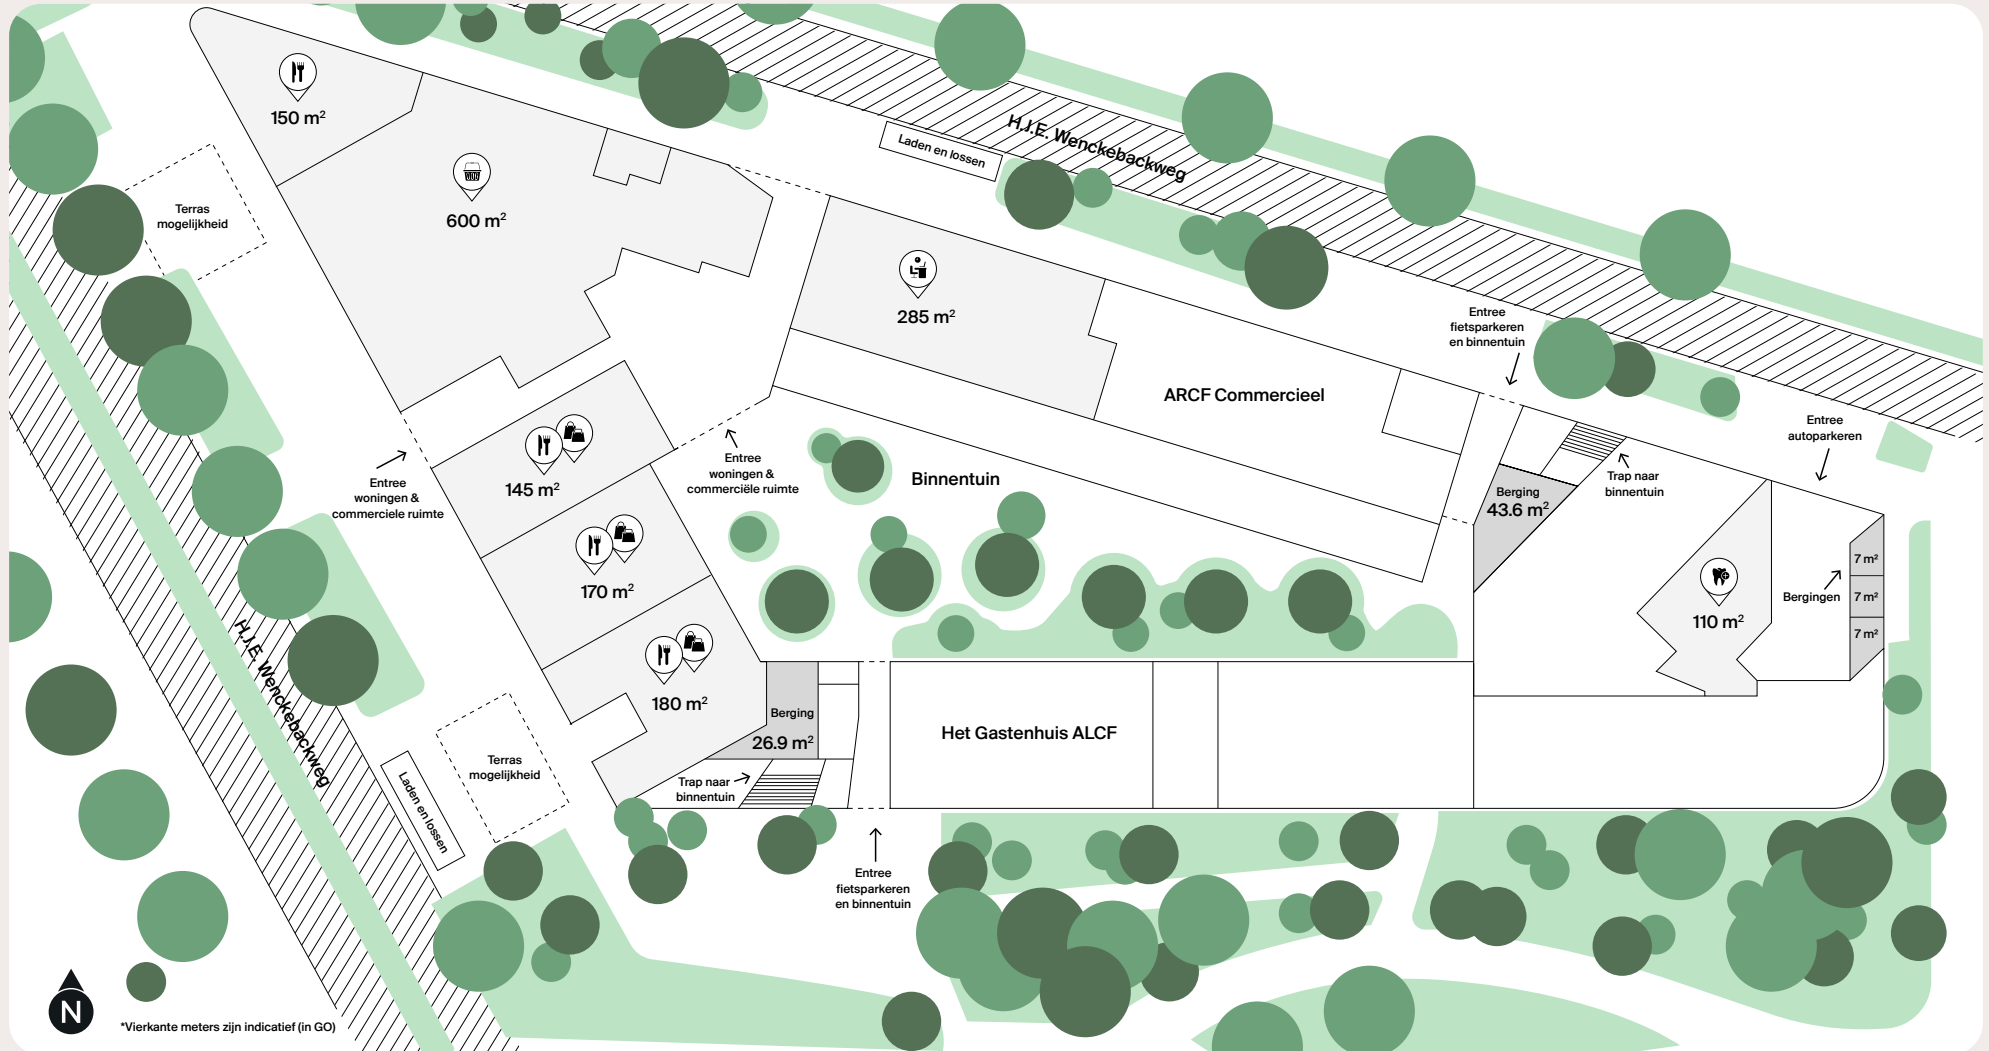 150 m²
600 m²
Terras
mogelijkheid
Laden en lossen
H.J.E. Wenckebackweg
285 m²
ARCF Commercieel
Entree
fietsparkeren
en binnentuin
Entree
autoparkeren
Trap naar
binnentuin
Berging
43.6 m²
7 m²
7 m²
7 m²
Bergingen
110 m²
Entree
woningen &
commerciele ruimte
145 m²
Entree
woningen &
commerciële ruimte
Binnentuin
170 m²
180 m²
Berging
26.9 m²
Het Gastenhuis ALCF
Trap naar
binnentuin
Terras
mogelijkheid
Laden en lossen
H.J.E. Wenckebackweg
Entree
fietsparkeren
en binnentuin
N
*Vierkante meters zijn indicatief (in GO)